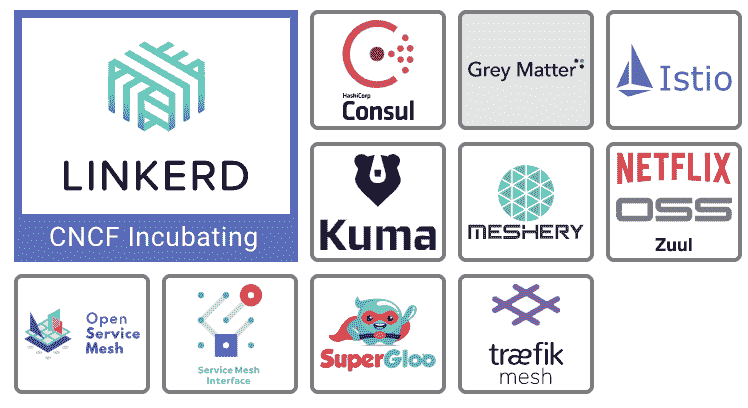 LINKERD
CNCF Incubating
HashiCorp
Consul
Grey Matter
Istio
Kuma
MESHERY
NETFLIX
OSS
Zuul
Open
Service
Mesh
Service Mesh
Interface
SuperGloo
træfik
mesh